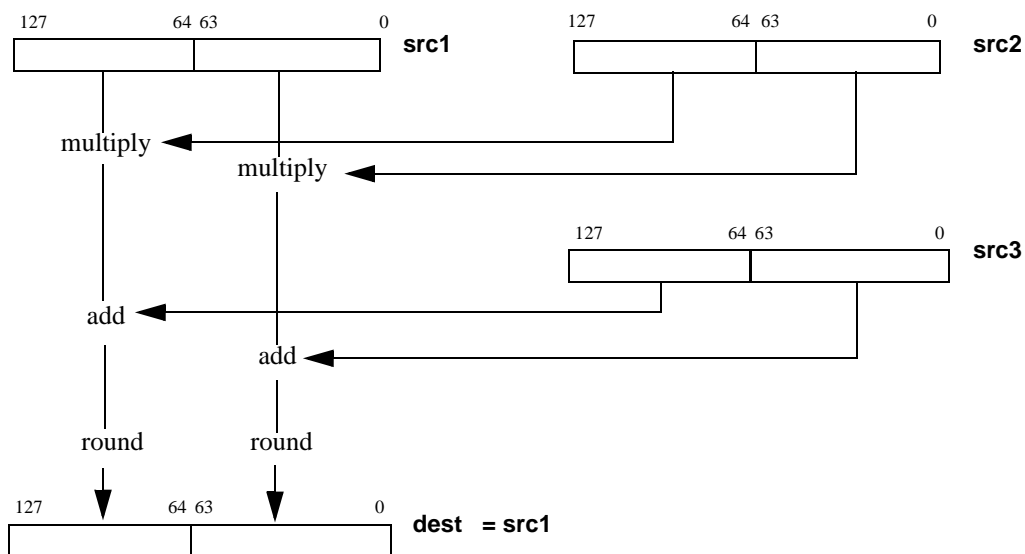 127 64 63 0 src1
127 64 63 0 src2
multiply
multiply
127 64 63 0 src3
add
add
round round
127 64 63 0 dest = src1